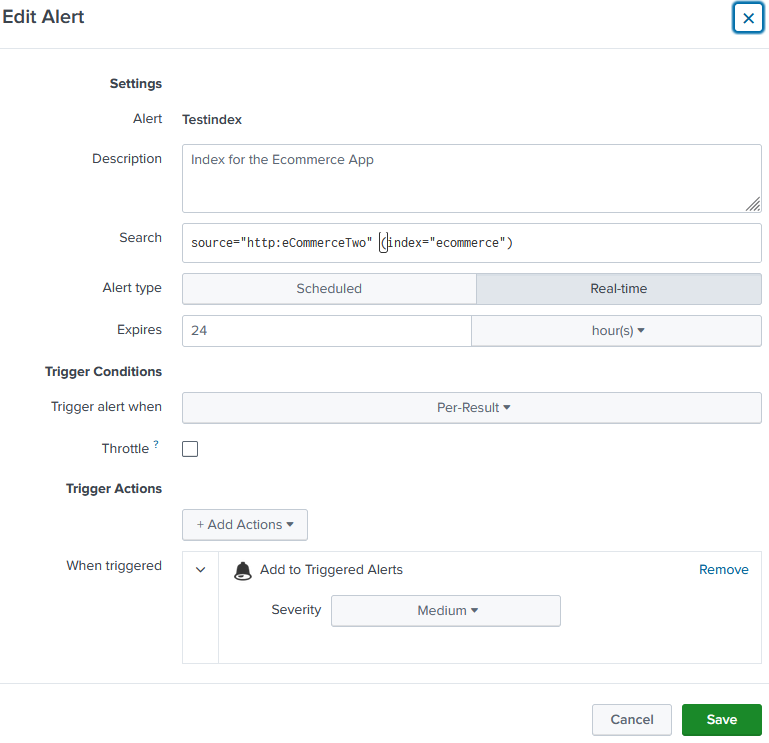 Edit Alert
Settings
Alert Testindex
Description Index for the Ecommerce App
Search source="http:eCommerceTwo" (index="ecommerce")
Alert type Scheduled Real-time
Expires 24 hour(s)
Trigger Conditions
Trigger alert when Per-Result
Throttle ?
Trigger Actions
+ Add Actions
When triggered Add to Triggered Alerts Remove
Severity Medium
Cancel Save